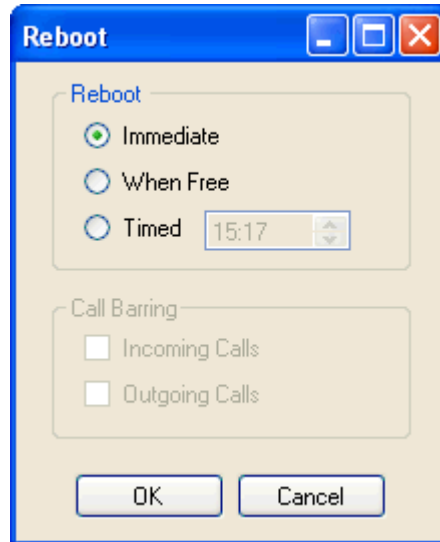 Reboot
Reboot
Immediate
When Free
Timed 15:17
Call Barring
Incoming Calls
Outgoing Calls
OK Cancel